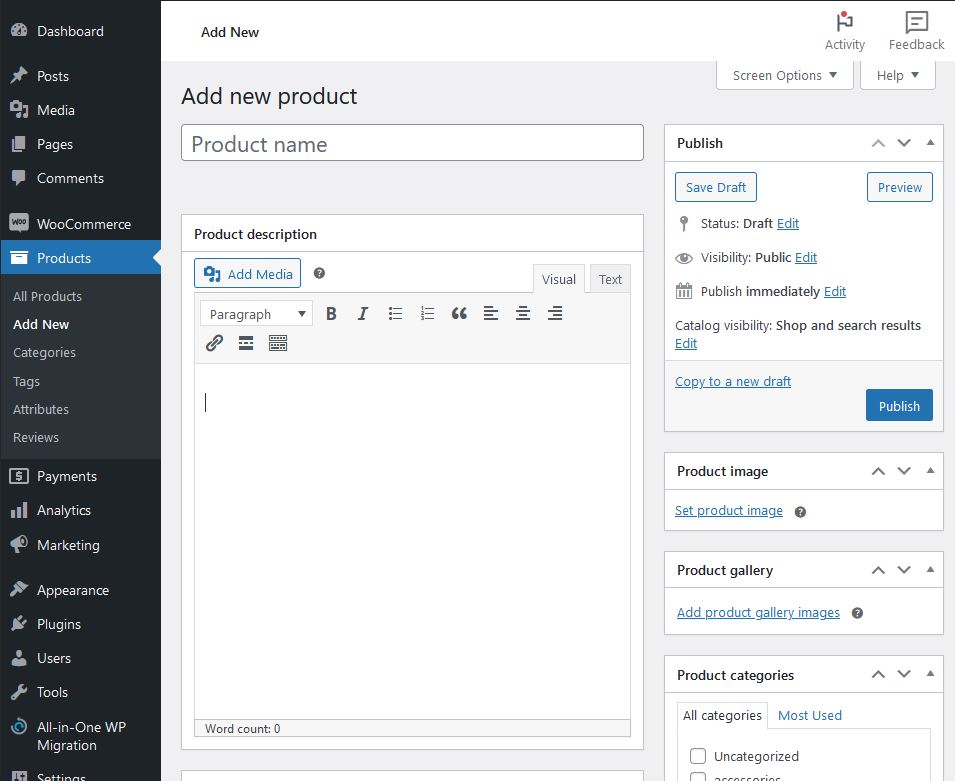 Dashboard
Posts
Media
Pages
Comments
WOO WooCommerce
Products
All Products
Add New
Categories
Tags
Attributes
Reviews
Payments
Analytics
Marketing
Appearance
Plugins
Users
Tools
All-in-One WP
Migration
Settings
Add New
Activity
Feedback
Screen Options
Help
Add new product
Product name
Product description
Add Media
Visual
Text
Paragraph
B I
Word count: 0
Publish
Save Draft
Preview
Status: Draft Edit
Visibility: Public Edit
Publish immediately Edit
Catalog visibility: Shop and search results
Edit
Copy to a new draft
Publish
Product image
Set product image
Product gallery
Add product gallery images
Product categories
All categories
Most Used
Uncategorized
accessories